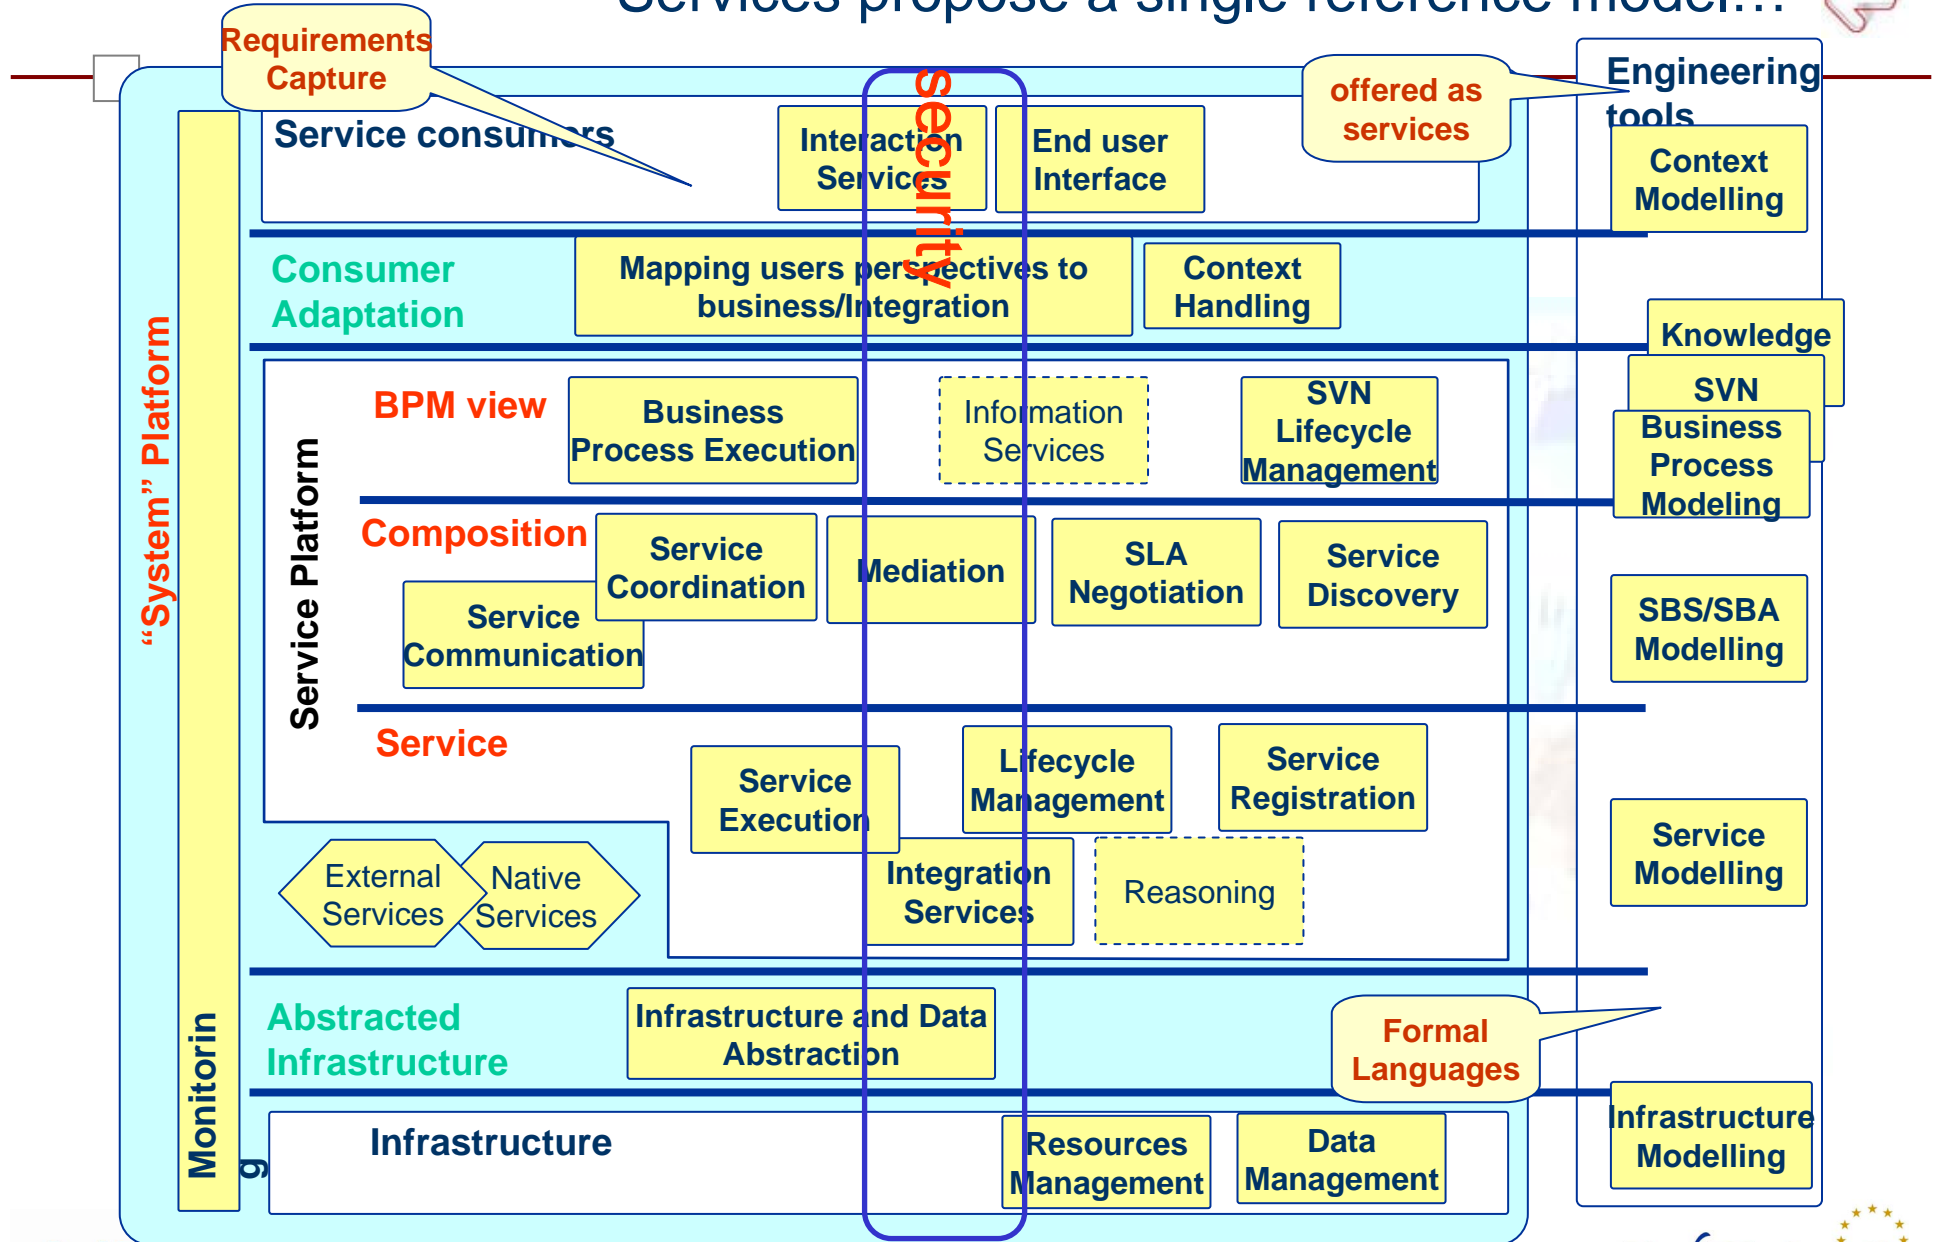 Services propose a single reference model…
Requirements
Capture
security
offered as
services
Engineering
tools
Service consumers
Interaction
Services
End user
Interface
Context
Modelling
Consumer
Adaptation
Mapping users perspectives to
business/Integration
Context
Handling
Knowledge
SVN
Business
Process
Modeling
“System” Platform
Monitorin
g
Service Platform
BPM view
Business
Process Execution
Information
Services
SVN
Lifecycle
Management
Composition
Service
Coordination
Mediation
SLA
Negotiation
Service
Discovery
Service
Communication
SBS/SBA
Modelling
Service
Service
Execution
Lifecycle
Management
Service
Registration
Integration
Services
Reasoning
Service
Modelling
External
Services
Native
Services
Abstracted
Infrastructure
Infrastructure and Data
Abstraction
Formal
Languages
Infrastructure
Resources
Management
Data
Management
Infrastructure
Modelling